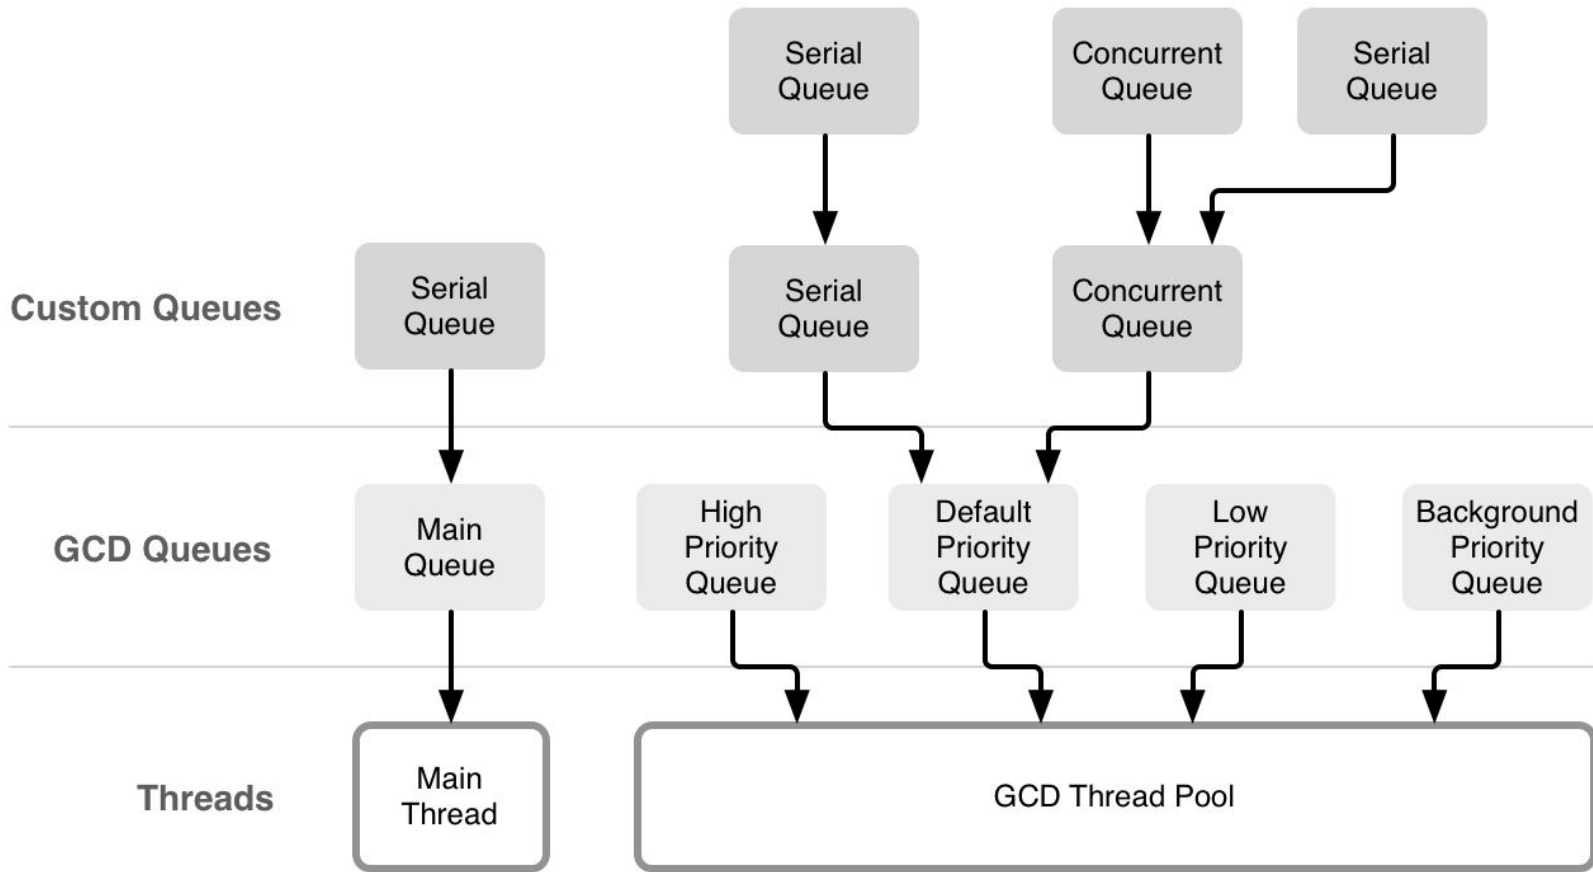 Serial
Queue
Concurrent
Queue
Serial
Queue
Custom Queues
Serial
Queue
Serial
Queue
Concurrent
Queue
GCD Queues
Main
Queue
High
Priority
Queue
Default
Priority
Queue
Low
Priority
Queue
Background
Priority
Queue
Threads
Main
Thread
GCD Thread Pool